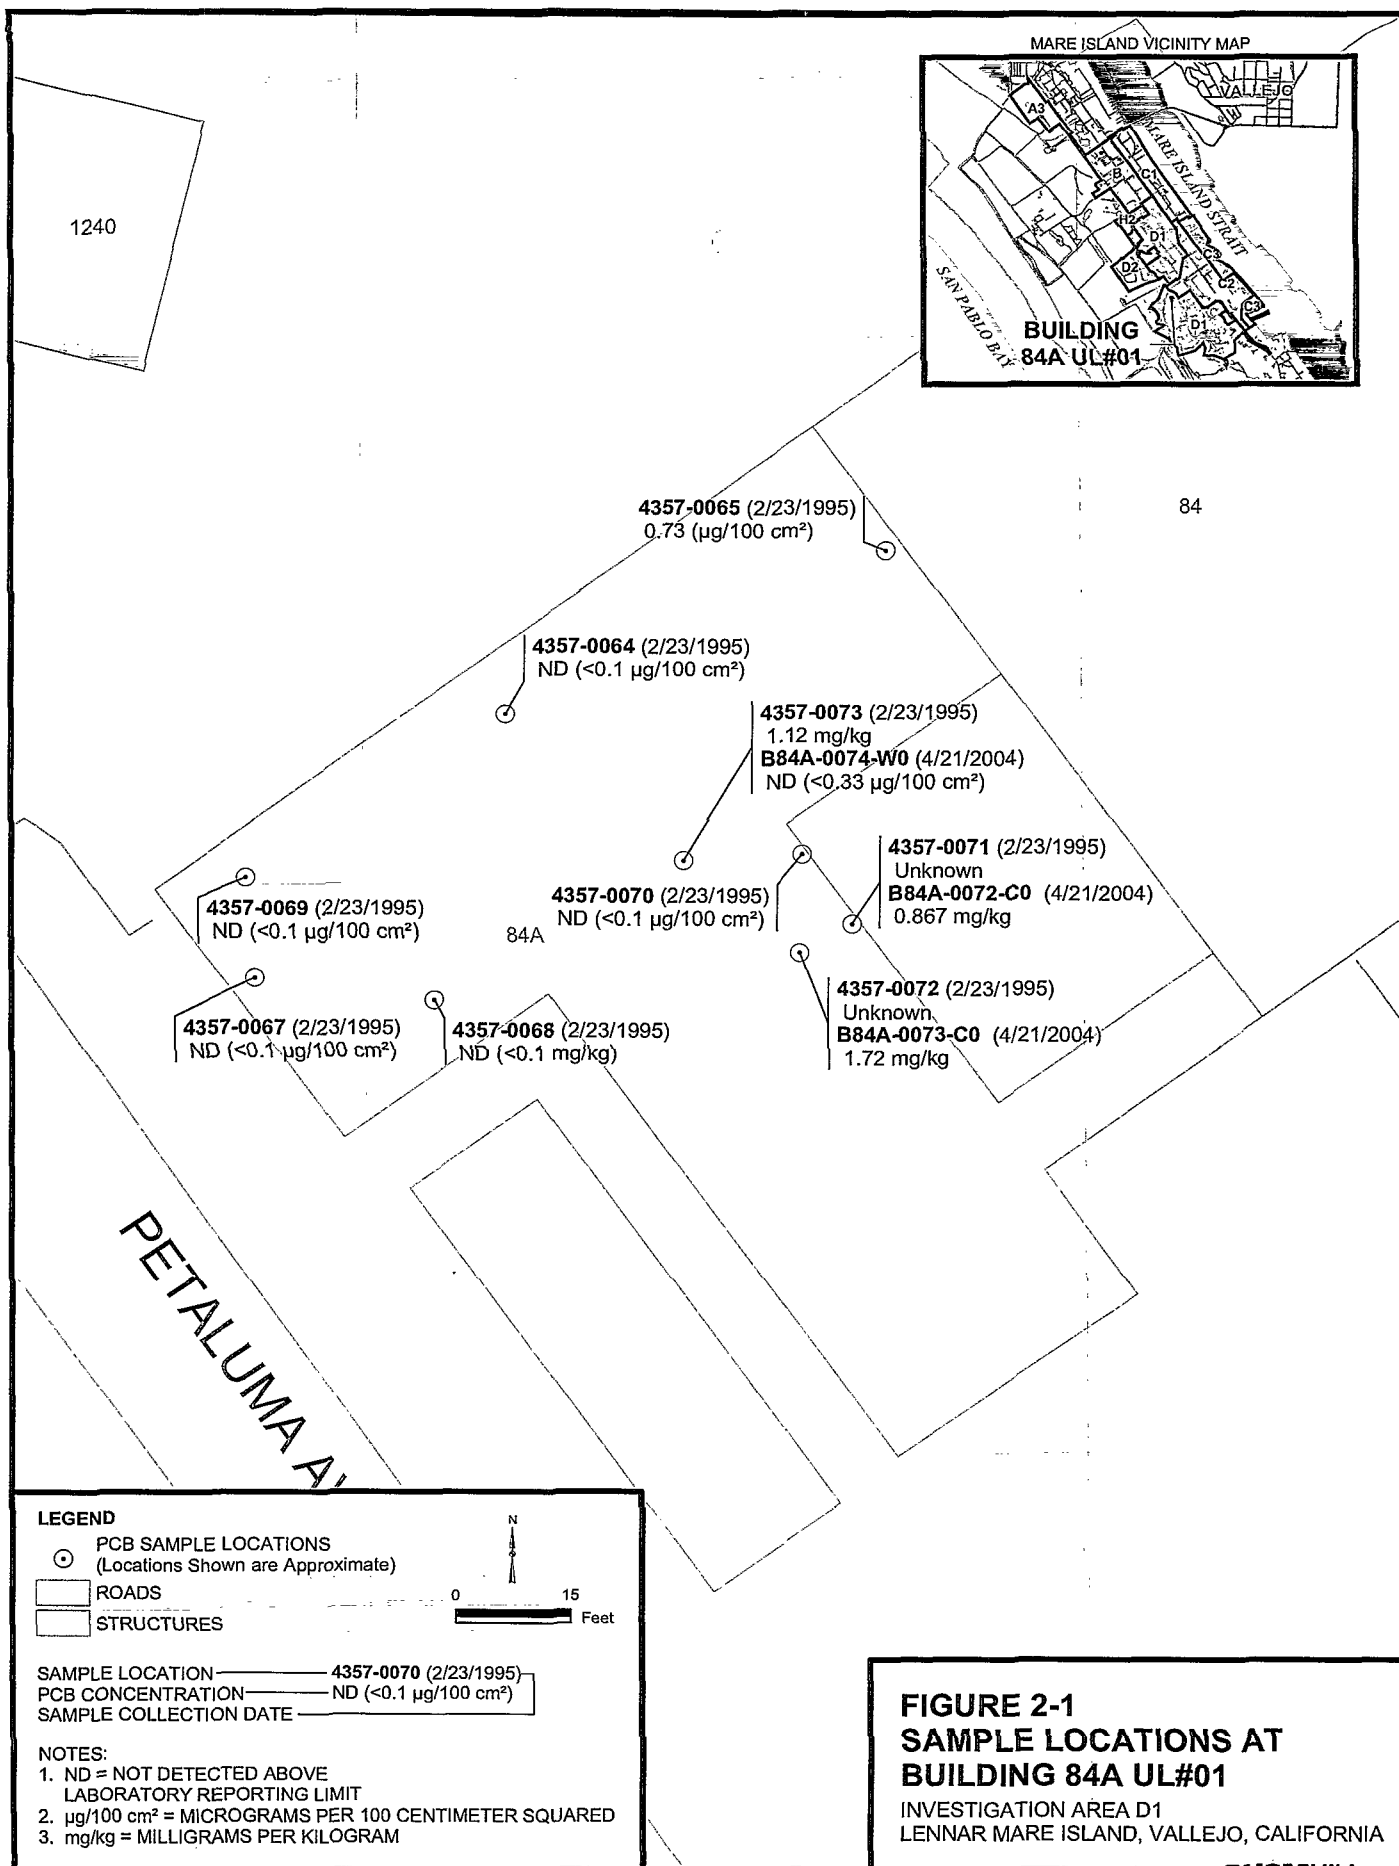 MARE ISLAND VICINITY MAP
VALLEJO
A3
MARE ISLAND STRAIT
B
C1
H2
D1
C3
D2
C2
C3
SAN PABLO BAY
D1
BUILDING
84A UL#01
1240
84
4357-0065 (2/23/1995)
0.73 (µg/100 cm²)
4357-0064 (2/23/1995)
ND (<0.1 µg/100 cm²)
4357-0073 (2/23/1995)
1.12 mg/kg
B84A-0074-W0 (4/21/2004)
ND (<0.33 µg/100 cm²)
4357-0071 (2/23/1995)
Unknown
B84A-0072-C0 (4/21/2004)
0.867 mg/kg
4357-0070 (2/23/1995)
ND (<0.1 µg/100 cm²)
4357-0069 (2/23/1995)
ND (<0.1 µg/100 cm²)
84A
4357-0072 (2/23/1995)
Unknown
B84A-0073-C0 (4/21/2004)
1.72 mg/kg
4357-0067 (2/23/1995)
ND (<0.1 µg/100 cm²)
4357-0068 (2/23/1995)
ND (<0.1 mg/kg)
PETALUMA
LEGEND
PCB SAMPLE LOCATIONS
(Locations Shown are Approximate)
ROADS
STRUCTURES
N
0 15
Feet
SAMPLE LOCATION 4357-0070 (2/23/1995)
PCB CONCENTRATION ND (<0.1 µg/100 cm²)
SAMPLE COLLECTION DATE
NOTES:
1. ND = NOT DETECTED ABOVE
LABORATORY REPORTING LIMIT
2. µg/100 cm² = MICROGRAMS PER 100 CENTIMETER SQUARED
3. mg/kg = MILLIGRAMS PER KILOGRAM
FIGURE 2-1
SAMPLE LOCATIONS AT
BUILDING 84A UL#01
INVESTIGATION AREA D1
LENNAR MARE ISLAND, VALLEJO, CALIFORNIA